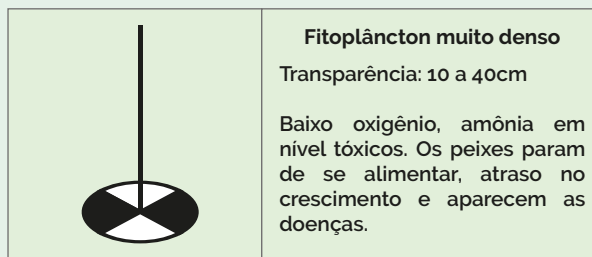 Fitoplâncton muito denso
Transparência: 10 a 40cm
Baixo oxigênio, amônia em
nível tóxicos. Os peixes param
de se alimentar, atraso no
crescimento e aparecem as
doenças.